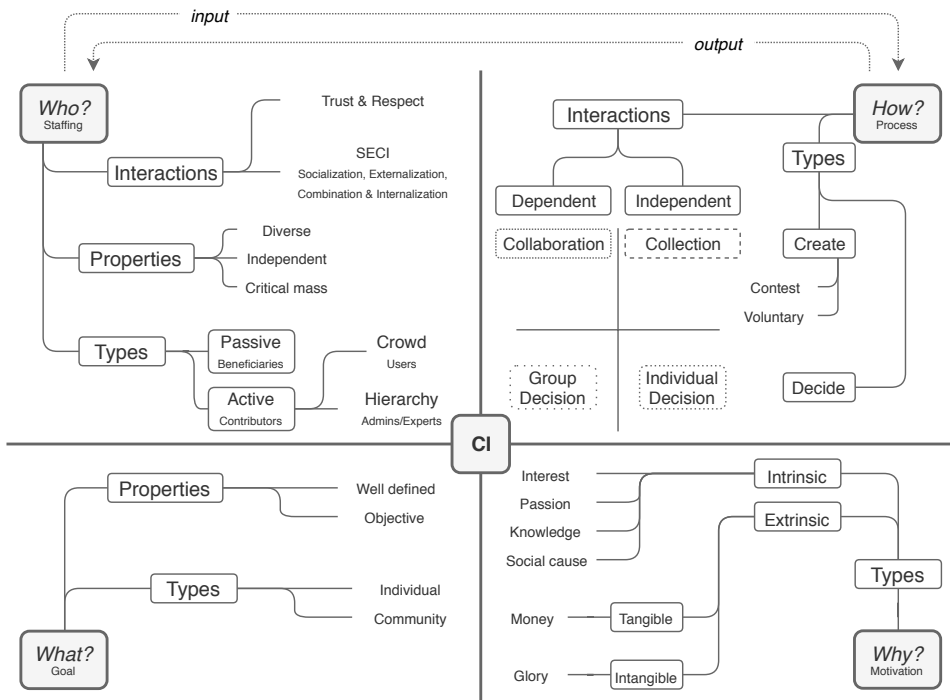 input
output
Who?
Staffing
Trust & Respect
Interactions
SECI
Socialization, Externalization,
Combination & Internalization
Properties
Diverse
Independent
Critical mass
Types
Passive
Beneficiaries
Active
Contributors
Crowd
Users
Hierarchy
Admins/Experts
How?
Process
Interactions
Types
Dependent
Independent
Collaboration
Collection
Create
Contest
Voluntary
Group
Decision
Individual
Decision
Decide
CI
Properties
Well defined
Objective
Types
Individual
Community
What?
Goal
Interest
Passion
Knowledge
Social cause
Intrinsic
Extrinsic
Types
Money
Tangible
Glory
Intangible
Why?
Motivation